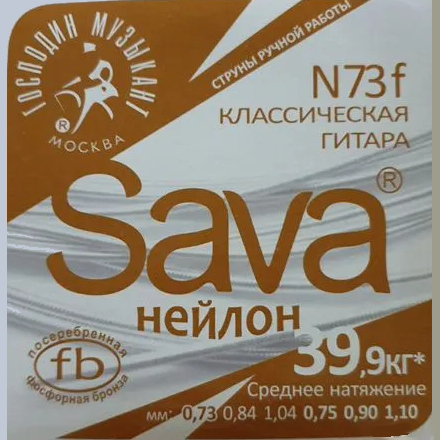 ГОСПОДИН МУЗЫКАНТ
®
МОСКВА
СТРУНЫ РУЧНОЙ РАБОТЫ
N73f
КЛАССИЧЕСКАЯ
ГИТАРА
Sava®
нейлон
посеребренная
fb
фосфорная бронза
39,9кг*
Среднее натяжение
мм: 0,73 0,84 1,04 0,75 0,90 1,10